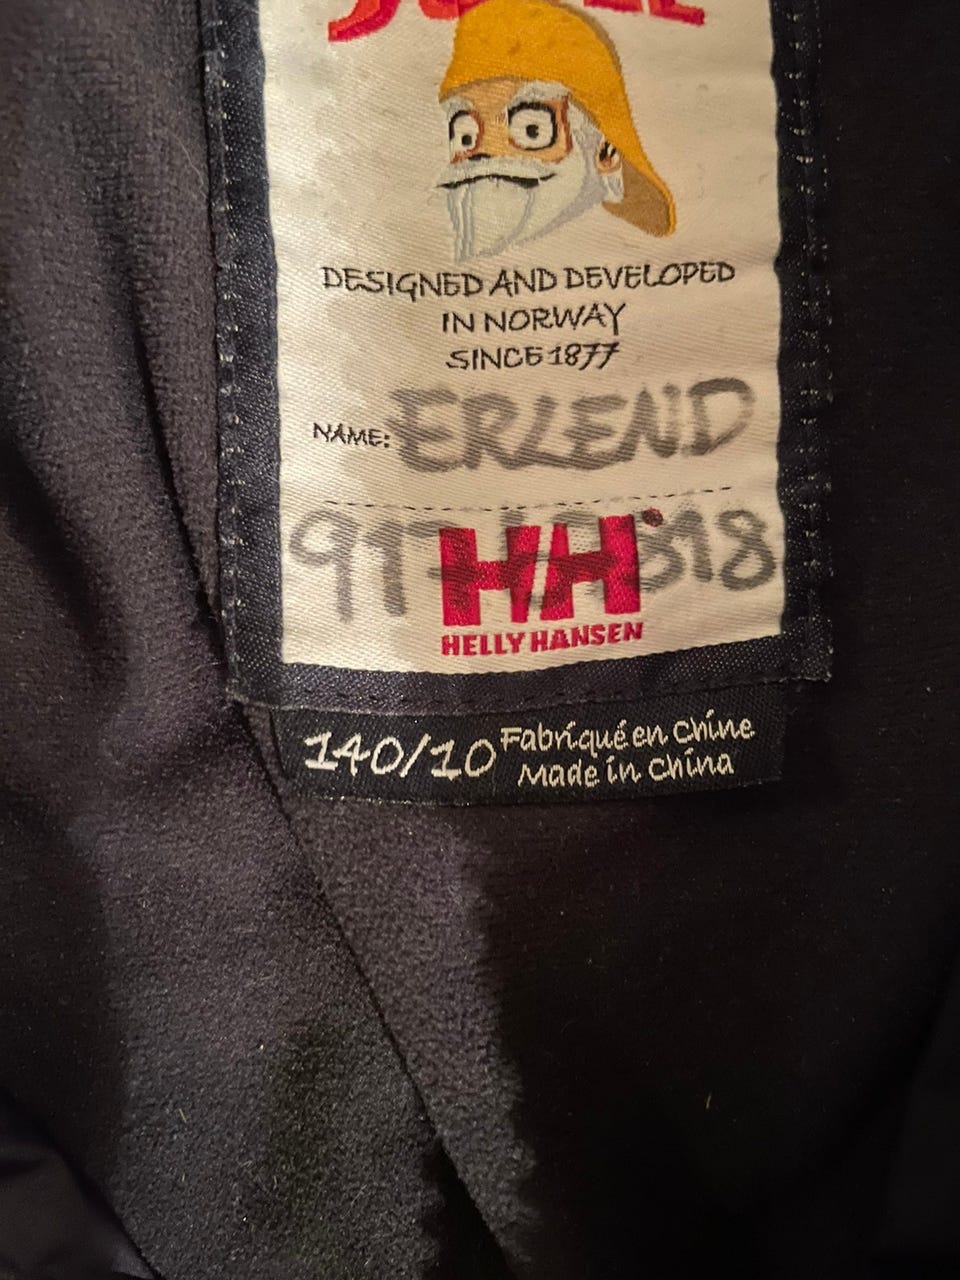 DESIGNED AND DEVELOPED
IN NORWAY
SINCE 1877
NAME: ERLEND
HH
HELLY HANSEN
140/10 Fabriqué en Chine
Made in China